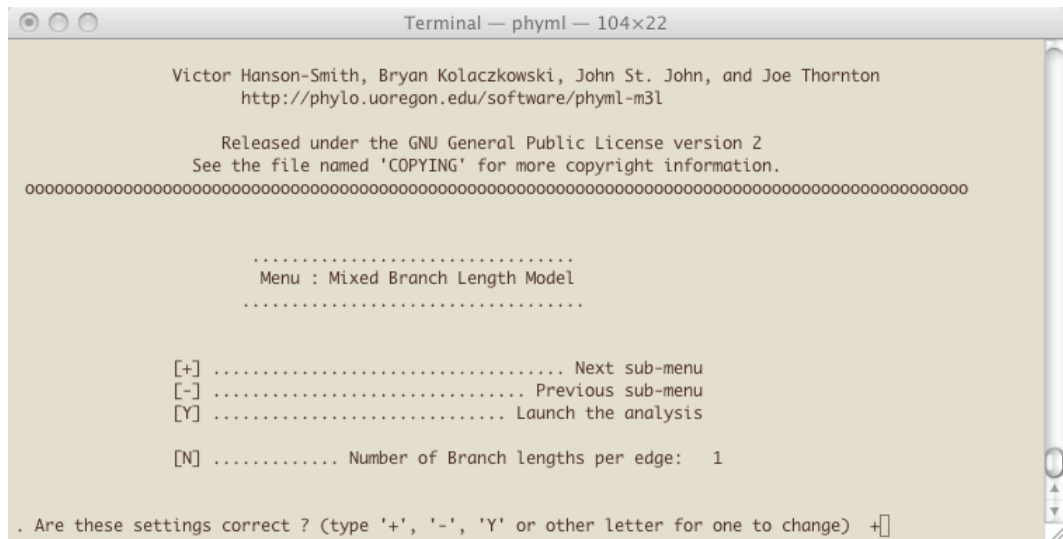 Terminal — phyml — 104×22
Victor Hanson-Smith, Bryan Kolaczkowski, John St. John, and Joe Thornton
http://phylo.uoregon.edu/software/phyml-m3l
Released under the GNU General Public License version 2
See the file named 'COPYING' for more copyright information.
oooooooooooooooooooooooooooooooooooooooooooooooooooooooooooooooooooooooooooooooooooooooooooooooo
.................................
Menu : Mixed Branch Length Model
...................................
[+] .................................... Next sub-menu
[-] ................................ Previous sub-menu
[Y] .............................. Launch the analysis
[N] ............. Number of Branch lengths per edge: 1
. Are these settings correct ? (type '+', '-', 'Y' or other letter for one to change) +